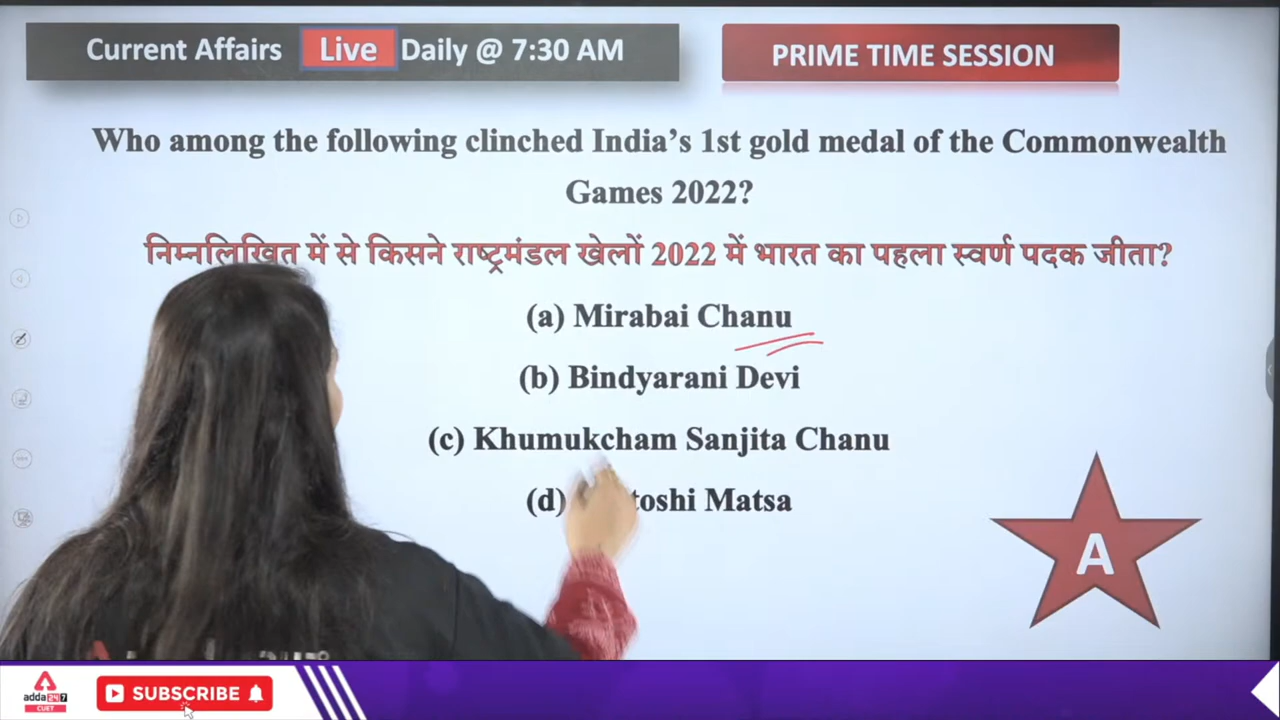 Current Affairs Live Daily @ 7:30 AM
PRIME TIME SESSION
Who among the following clinched India's 1st gold medal of the Commonwealth
Games 2022?
निम्नलिखित में से किसने राष्ट्रमंडल खेलों 2022 में भारत का पहला स्वर्ण पदक जीता?
(a) Mirabai Chanu
(b) Bindyarani Devi
(c) Khumukcham Sanjita Chanu
(d) Matsa
A
adda247
CUET
SUBSCRIBE